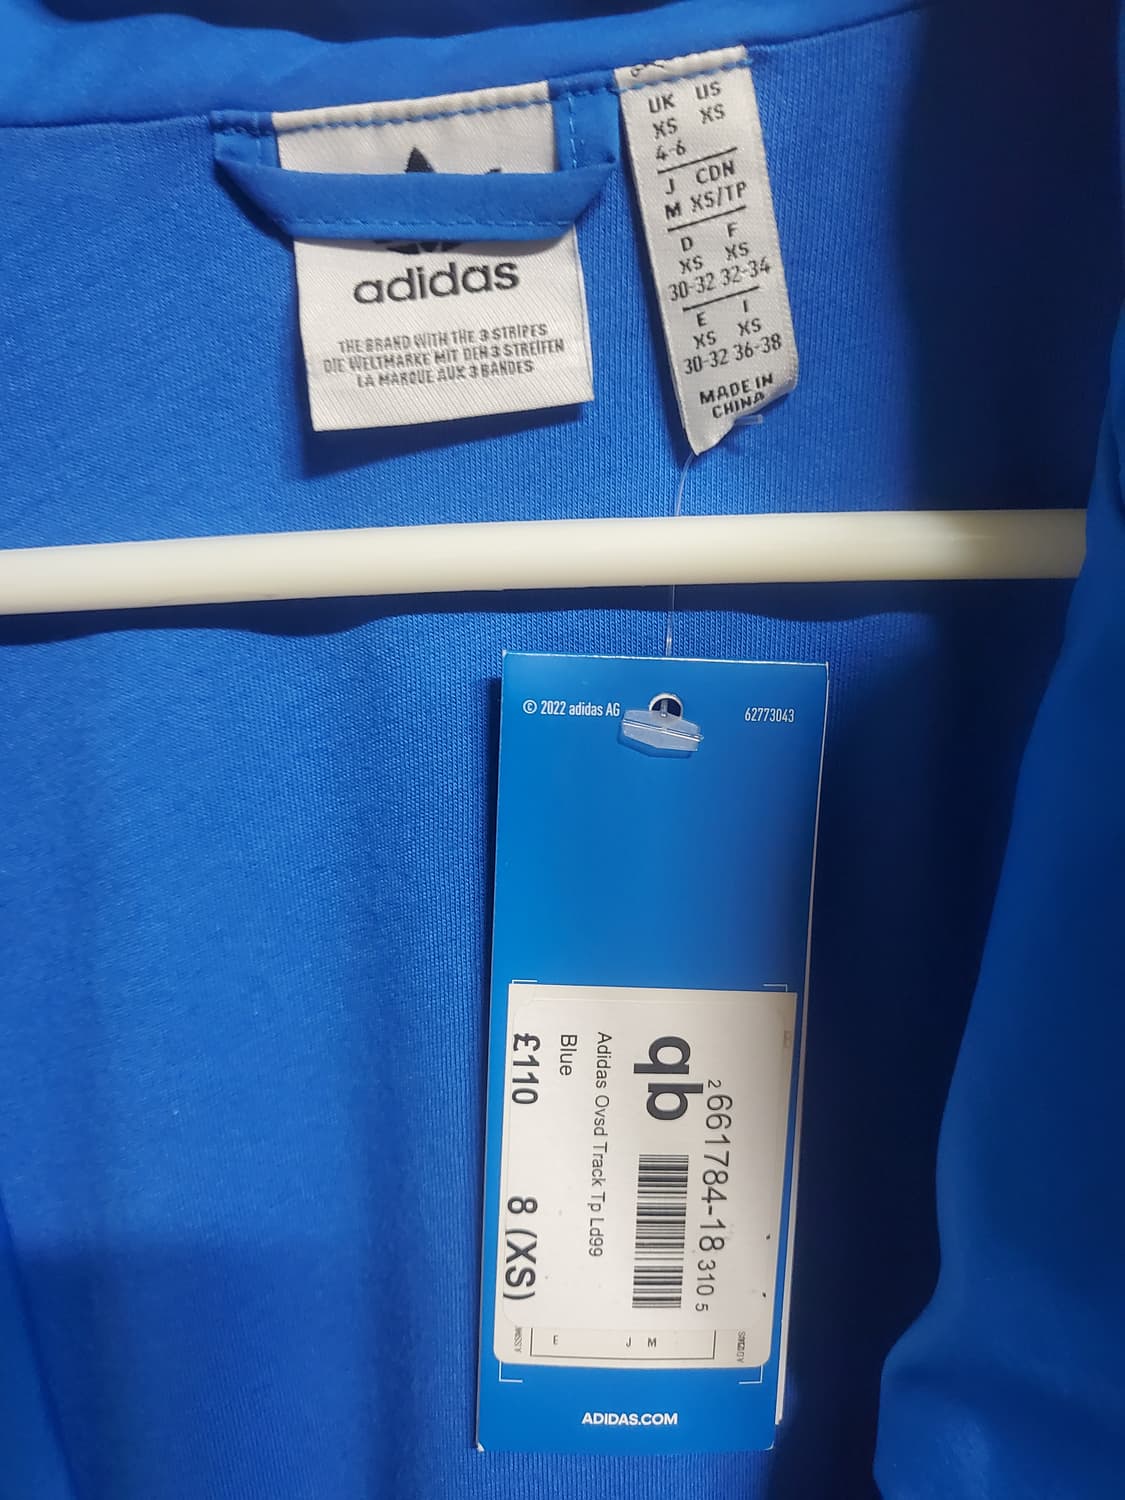 adidas
THE BRAND WITH THE 3 STRIPES
DIE WELTMARKE MIT DEN 3 STREIFEN
LA MARQUE AUX 3 BANDES
UK US
XS XS
4-6
J CDN
M XS/TP
D F
XS XS
30-32 32-34
E I
XS XS
30-32 36-38
MADE IN
CHINA
© 2022 adidas AG
62773043
2 661784-18 310 5
qb
Adidas Ovsd Track Tp Ld99
Blue
£110 8 (XS)
E J M
ADIDAS.COM